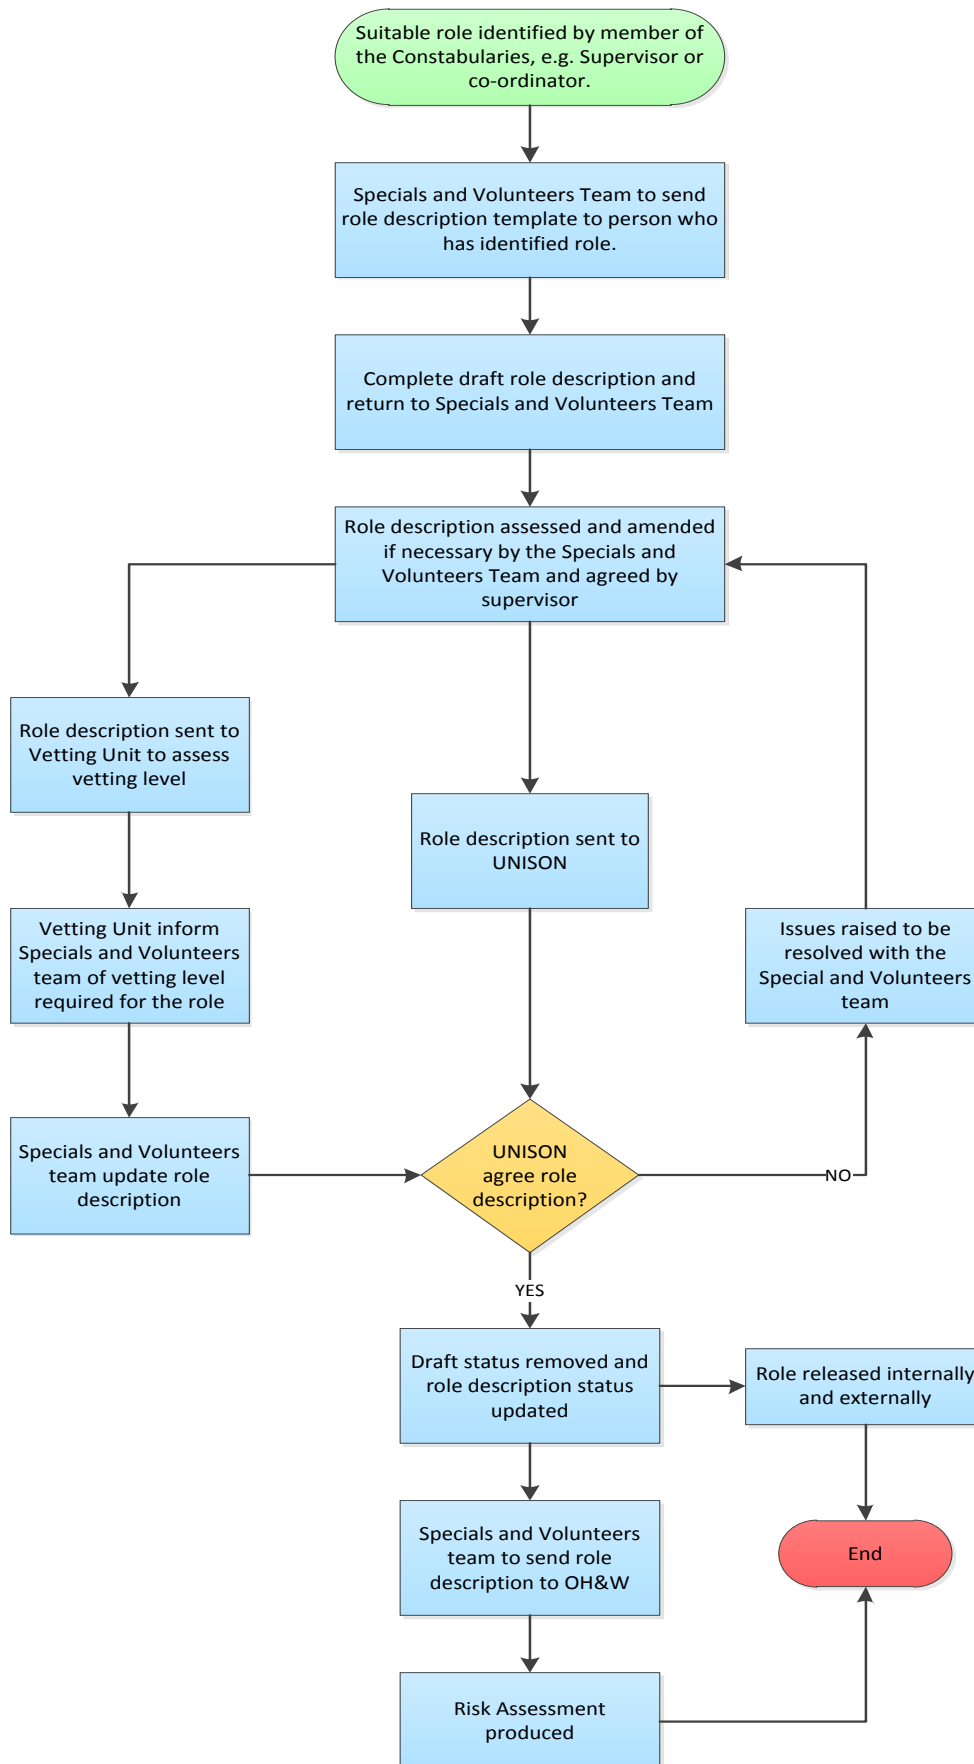 Suitable role identified by member of
the Constabularies, e.g. Supervisor or
co-ordinator.
Specials and Volunteers Team to send
role description template to person who
has identified role.
Complete draft role description and
return to Specials and Volunteers Team
Role description assessed and amended
if necessary by the Specials and
Volunteers Team and agreed by
supervisor
Role description sent to
Vetting Unit to assess
vetting level
Role description sent to
UNISON
Vetting Unit inform
Specials and Volunteers
team of vetting level
required for the role
Issues raised to be
resolved with the
Special and Volunteers
team
Specials and Volunteers
team update role
description
UNISON
agree role
description?
NO
YES
Draft status removed and
role description status
updated
Role released internally
and externally
Specials and Volunteers
team to send role
description to OH&W
End
Risk Assessment
produced